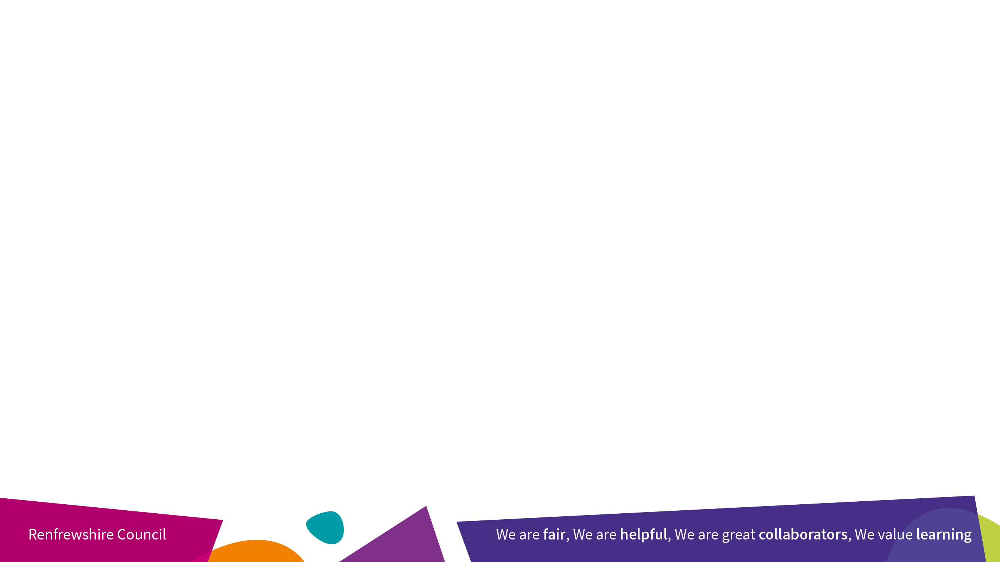 Renfrewshire Council
We are fair, We are helpful, We are great collaborators, We value learning